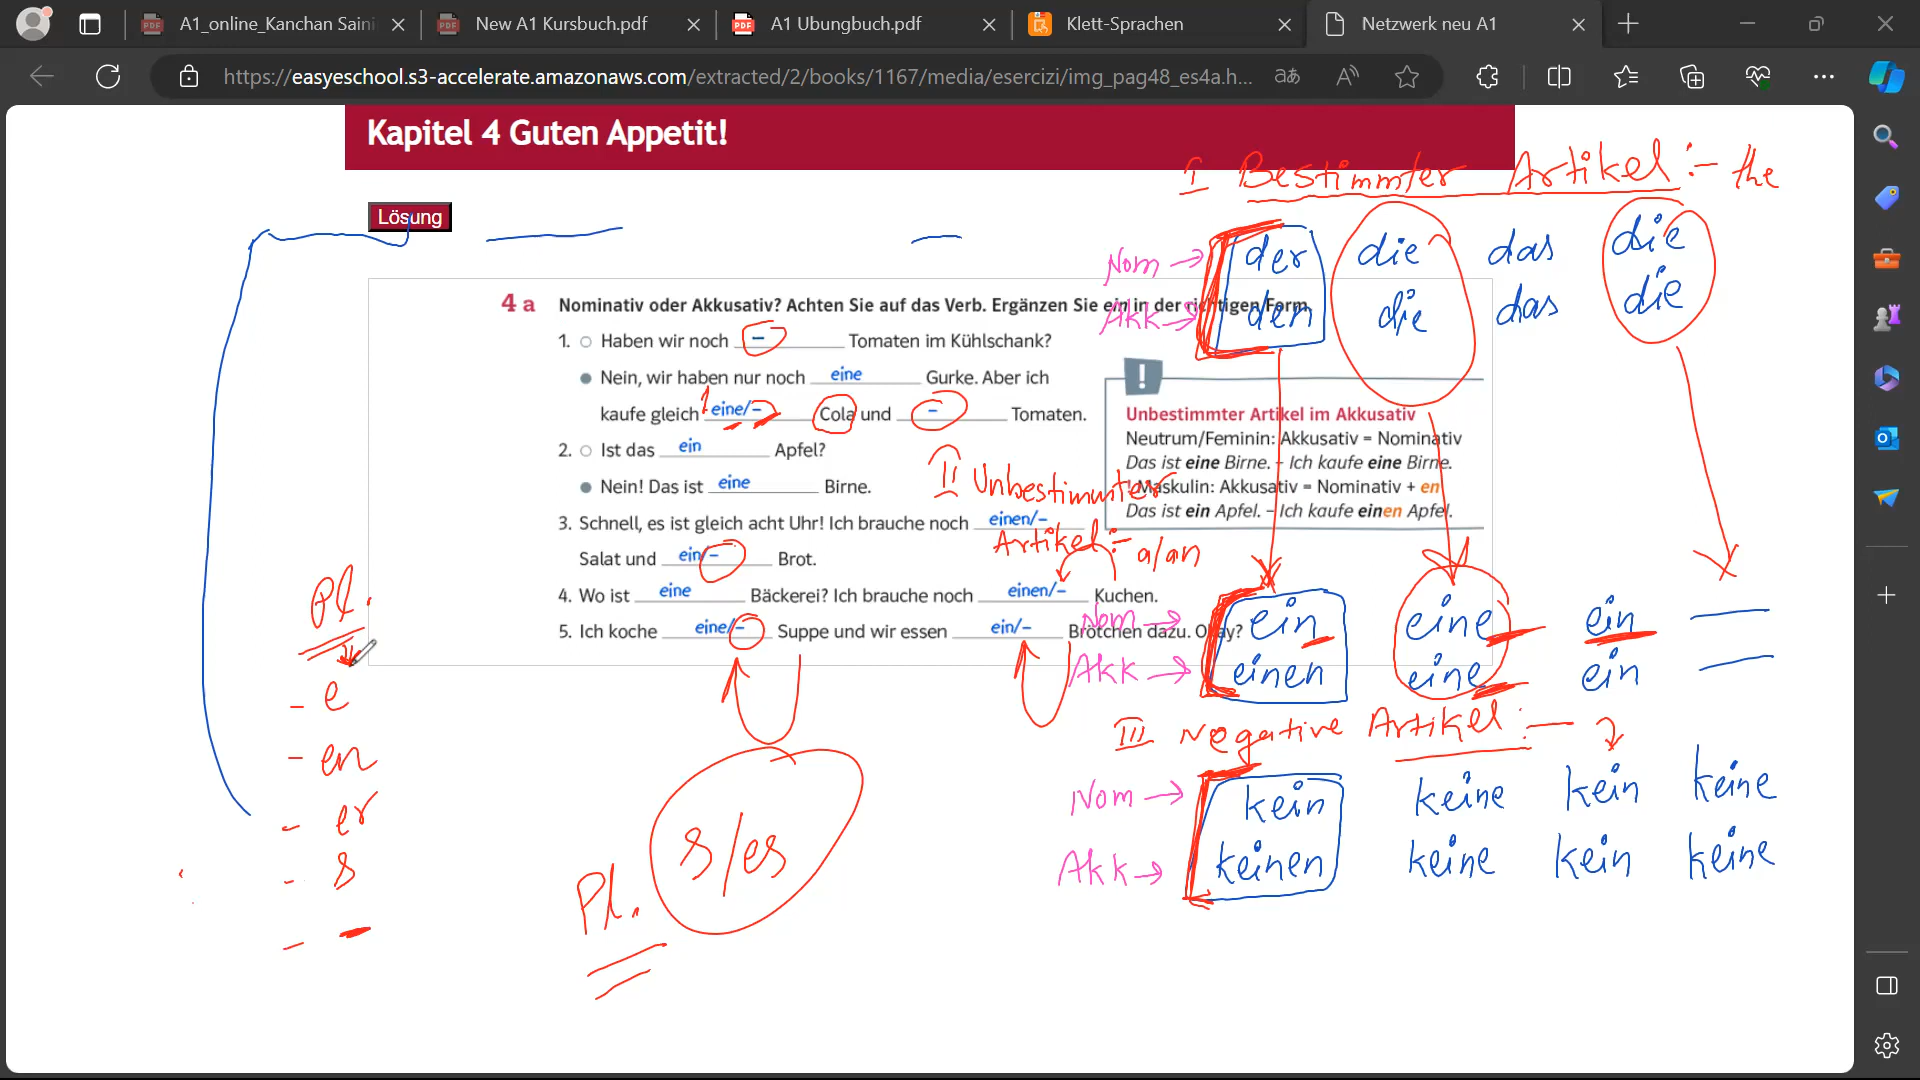 A1_online_Kanchan Saini
New A1 Kursbuch.pdf
A1 Ubungbuch.pdf
Klett-Sprachen
Netzwerk neu A1
https://easyeschool.s3-accelerate.amazonaws.com/extracted/2/books/1167/media/esercizi/img_pag48_es4a.h...
Kapitel 4 Guten Appetit!
I Bestimmter Artikel :- the
Lösung
Nom → der die das die
Akk → den die das die
4 a Nominativ oder Akkusativ? Achten Sie auf das Verb. Ergänzen Sie ein in der richtigen Form.
1. Haben wir noch – Tomaten im Kühlschank?
Nein, wir haben nur noch eine Gurke. Aber ich
kaufe gleich eine/– Cola und – Tomaten.
2. Ist das ein Apfel?
Nein! Das ist eine Birne.
3. Schnell, es ist gleich acht Uhr! Ich brauche noch einen/–
Salat und ein/– Brot.
4. Wo ist eine Bäckerei? Ich brauche noch einen/– Kuchen.
5. Ich koche eine/– Suppe und wir essen ein/– Brötchen dazu. Okay?
!
Unbestimmter Artikel im Akkusativ
Neutrum/Feminin: Akkusativ = Nominativ
Das ist eine Birne. – Ich kaufe eine Birne.
! Maskulin: Akkusativ = Nominativ + en
Das ist ein Apfel. – Ich kaufe einen Apfel.
II Unbestimmter
Artikel :- a/an
Nom → ein eine ein —
Akk → einen eine ein —
III Negative Artikel :-
Nom → kein keine kein keine
Akk → keinen keine kein keine
Pl.
- e
- en
- er
- s
- -
Pl. s/es